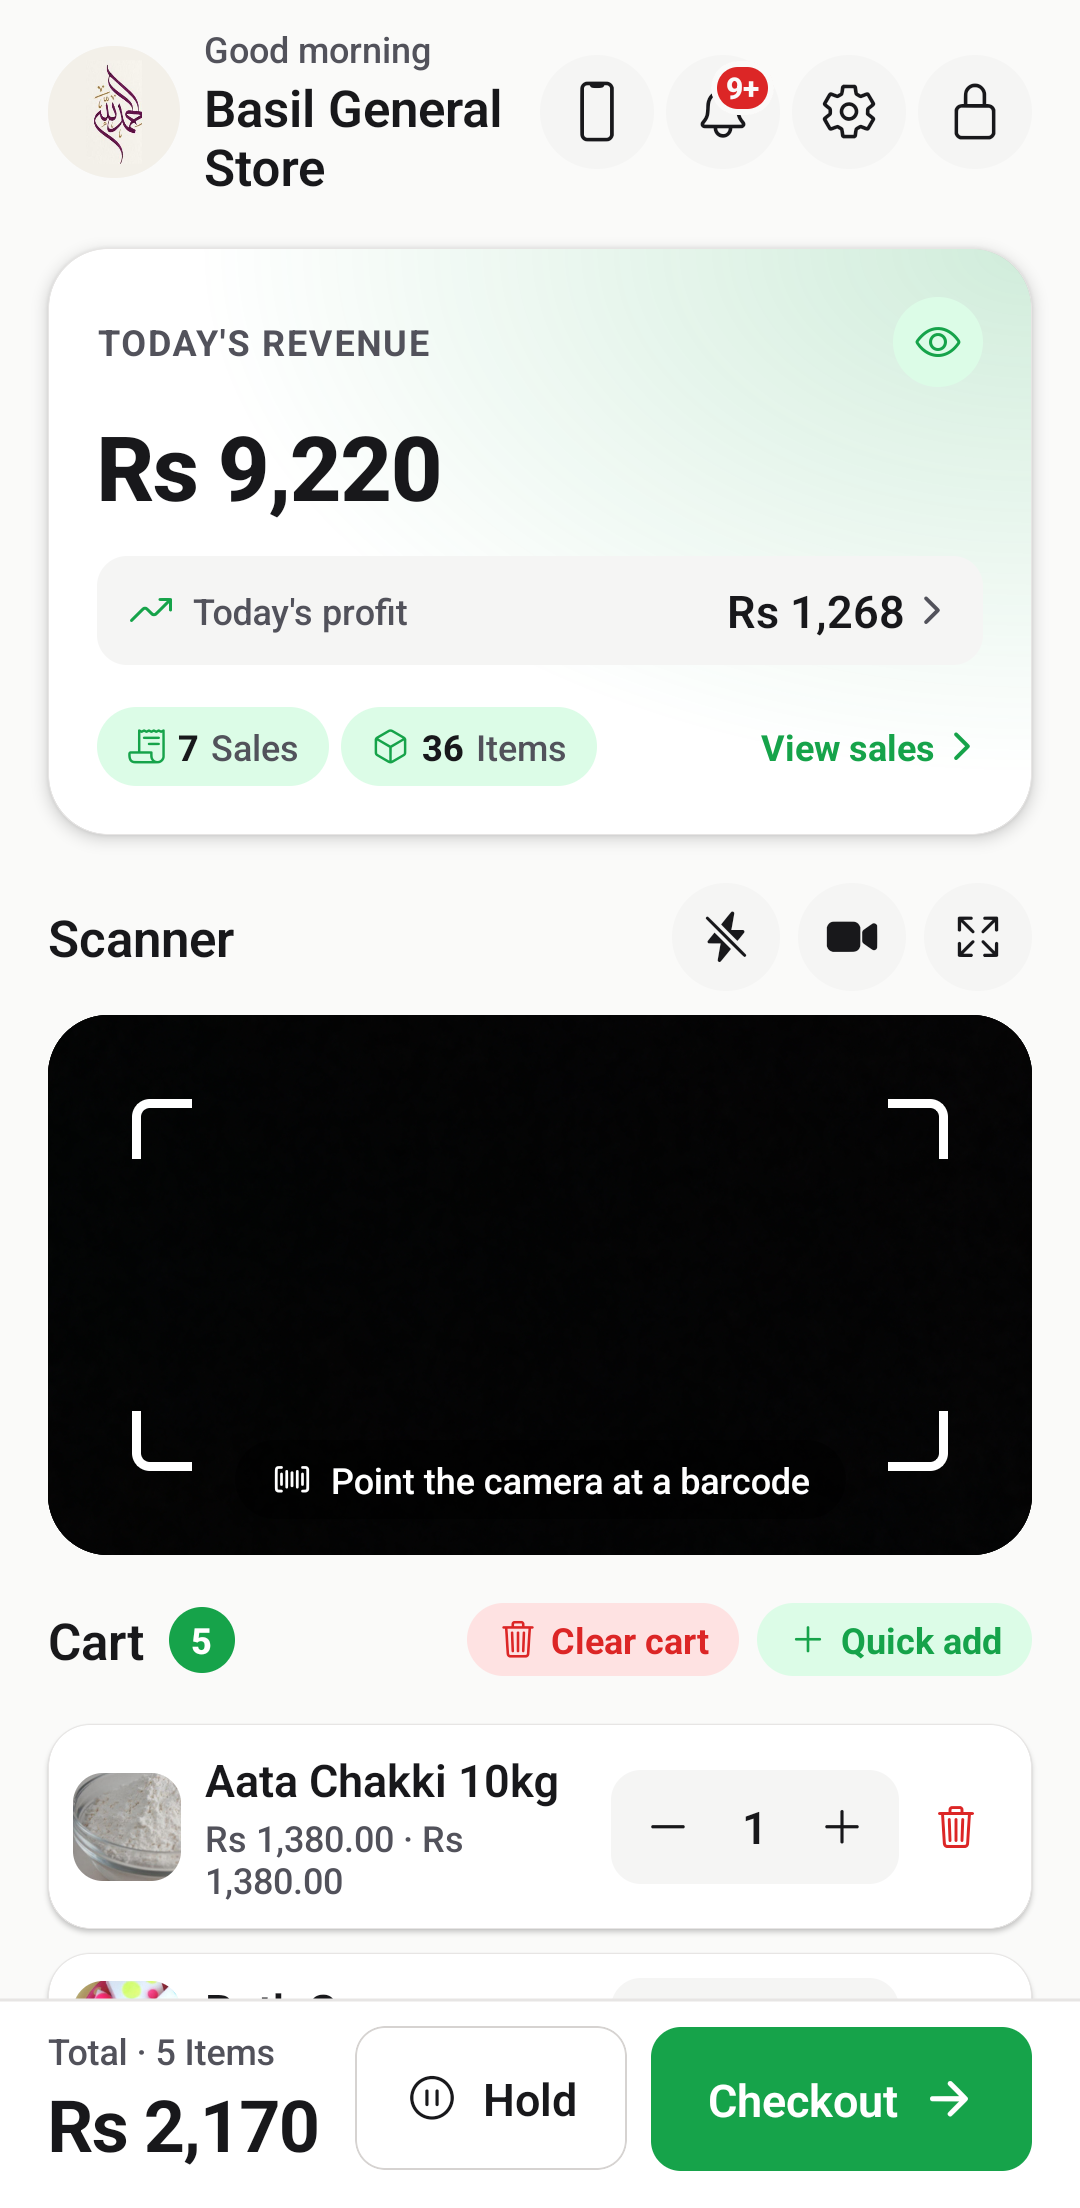 Good morning
Basil General
Store
9+
TODAY'S REVENUE
Rs 9,220
Today's profit
Rs 1,268
7 Sales
36 Items
View sales
Scanner
Point the camera at a barcode
Cart 5
Clear cart
Quick add
Aata Chakki 10kg
Rs 1,380.00 · Rs
1,380.00
1
Total · 5 Items
Rs 2,170
Hold
Checkout